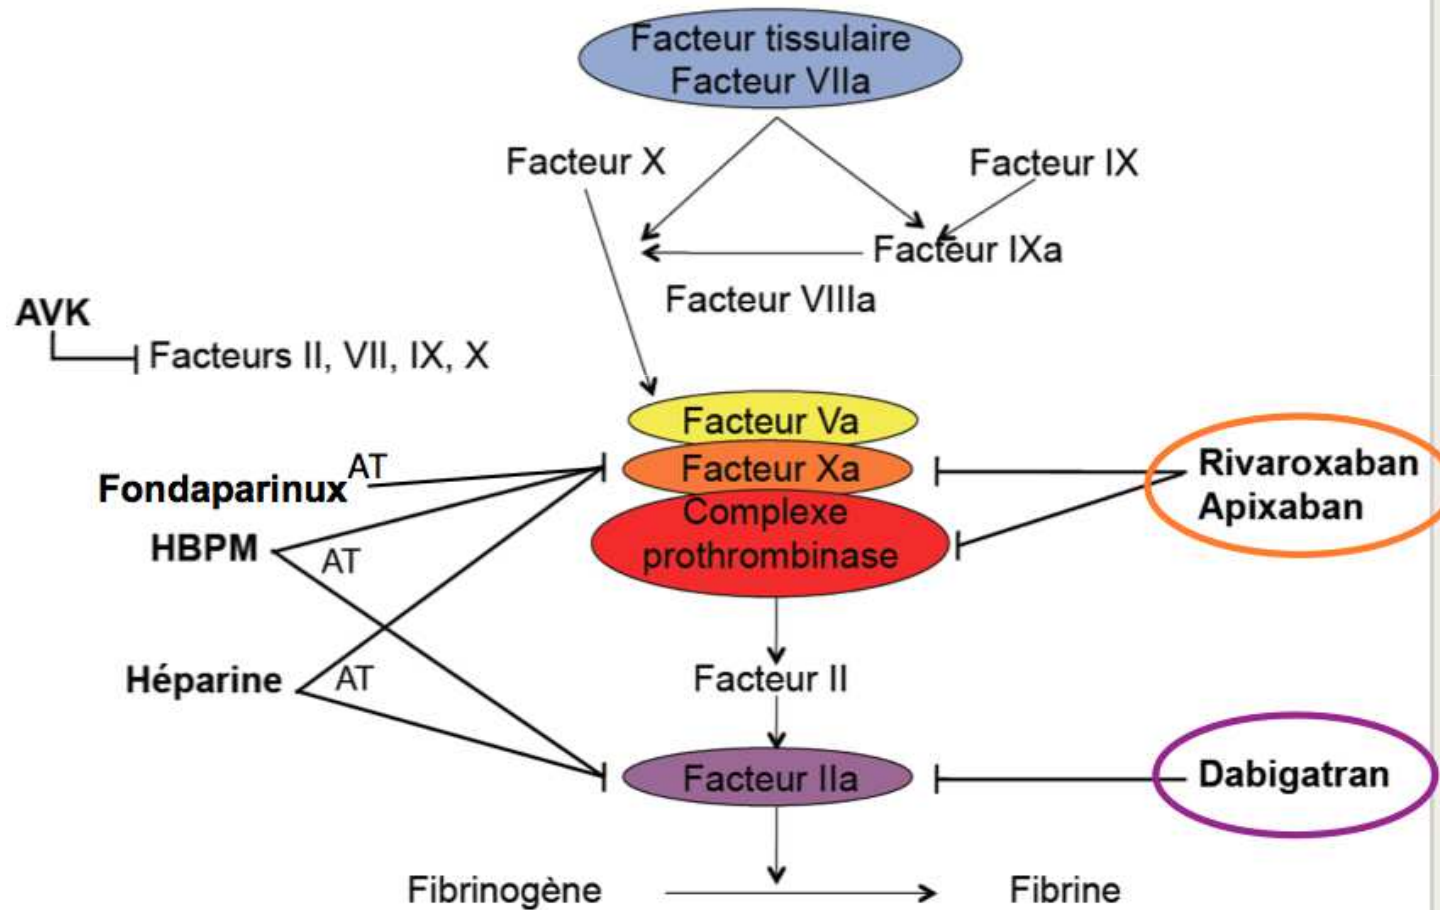 Facteur tissulaire
Facteur VIIa
Facteur X
Facteur IX
Facteur IXa
Facteur VIIIa
AVK
Facteurs II, VII, IX, X
Facteur Va
Facteur Xa
Complexe
prothrombinase
Fondaparinux AT
HBPM
AT
Héparine
AT
Rivaroxaban
Apixaban
Facteur II
Facteur IIa
Dabigatran
Fibrinogène
Fibrine